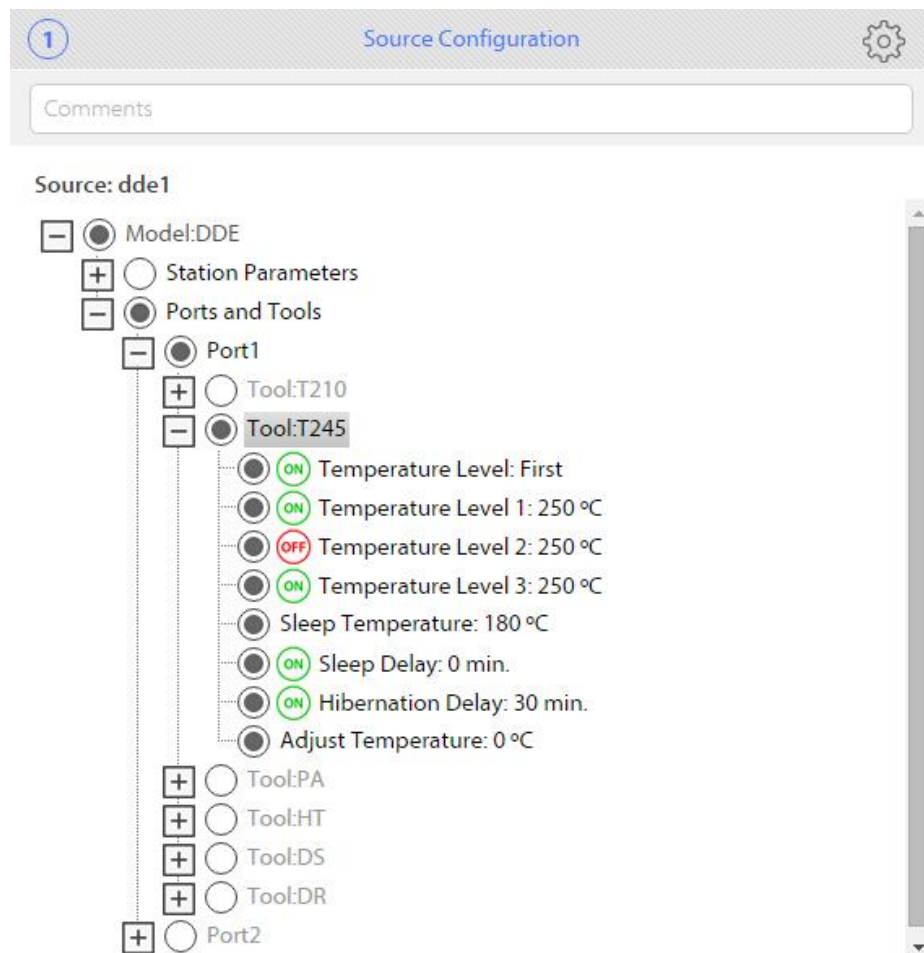 1
Source Configuration
Comments
Source: dde1
Model:DDE
Station Parameters
Ports and Tools
Port1
Tool:T210
Tool:T245
ON Temperature Level: First
ON Temperature Level 1: 250 ºC
OFF Temperature Level 2: 250 ºC
ON Temperature Level 3: 250 ºC
Sleep Temperature: 180 ºC
ON Sleep Delay: 0 min.
ON Hibernation Delay: 30 min.
Adjust Temperature: 0 ºC
Tool:PA
Tool:HT
Tool:DS
Tool:DR
Port2